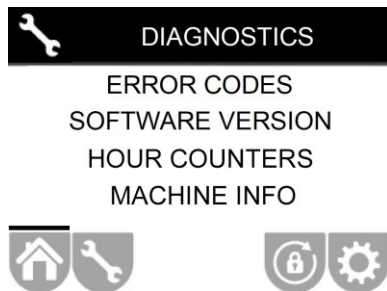 DIAGNOSTICS
ERROR CODES
SOFTWARE VERSION
HOUR COUNTERS
MACHINE INFO